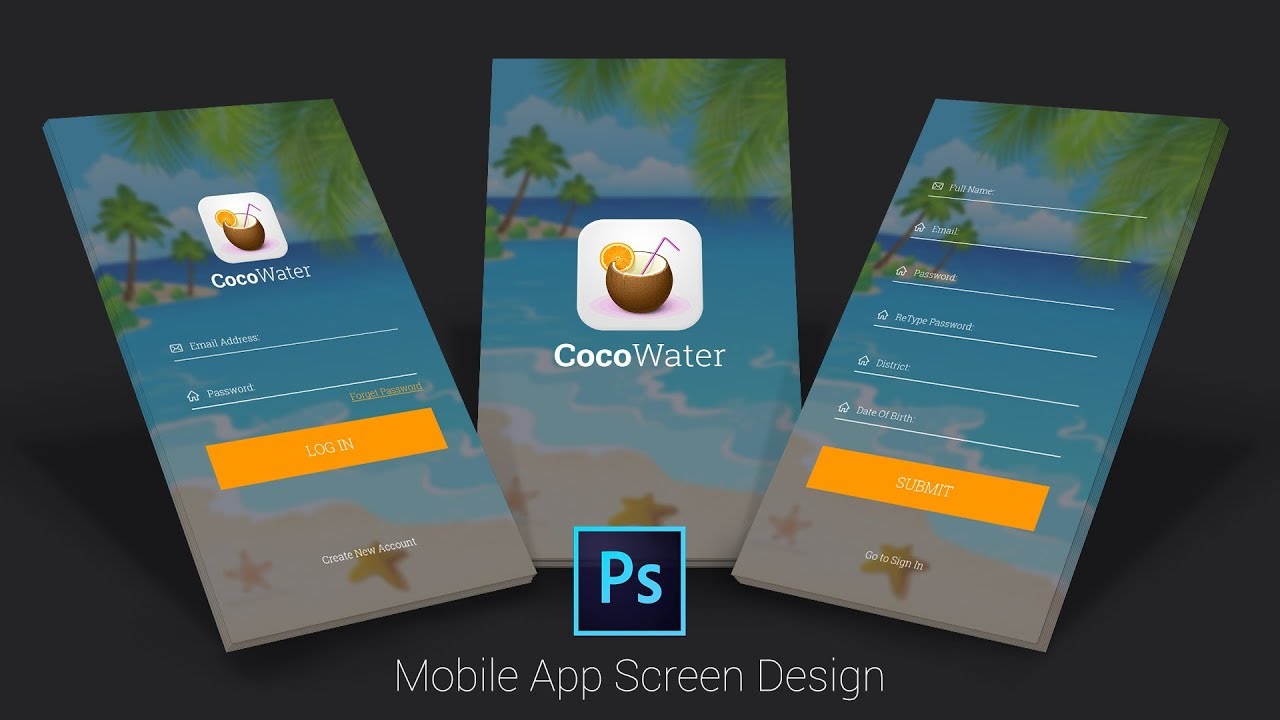 CocoWater
Email Address:
Password:
Forget Password
LOG IN
Create New Account
CocoWater
Full Name:
Email:
Password:
ReType Password:
District:
Date Of Birth:
SUBMIT
Go to Sign In
Ps
Mobile App Screen Design